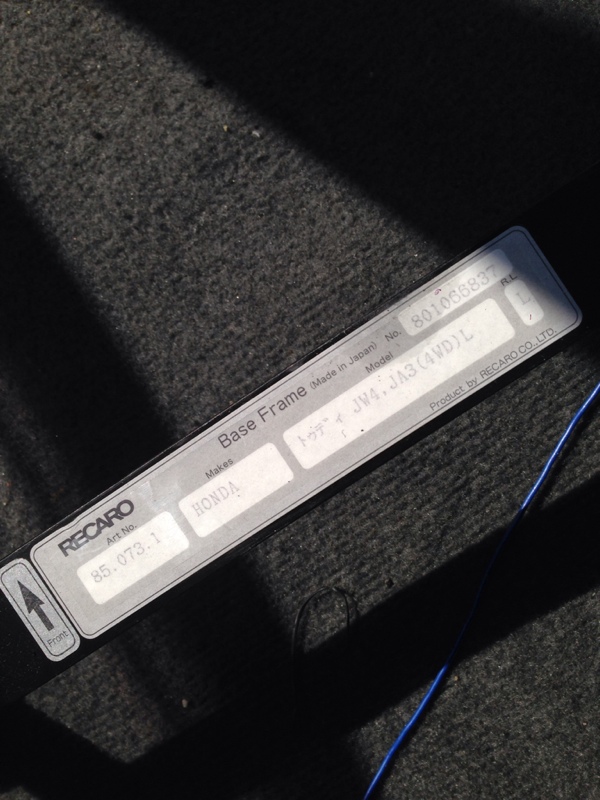 RECARO
Base Frame (Made in Japan) No. 801066837
Art No. 85.073.1
Makes HONDA
Model トゥデイ JW4,JA3(4WD)L
R.L. L
Product by RECARO CO.,LTD.
Front